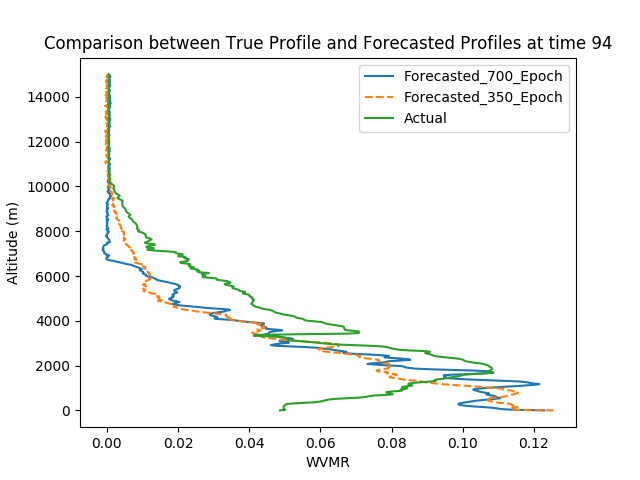 Comparison between True Profile and Forecasted Profiles at time 94
Forecasted_700_Epoch
Forecasted_350_Epoch
Actual
Altitude (m)
14000
12000
10000
8000
6000
4000
2000
0
0.00 0.02 0.04 0.06 0.08 0.10 0.12
WVMR